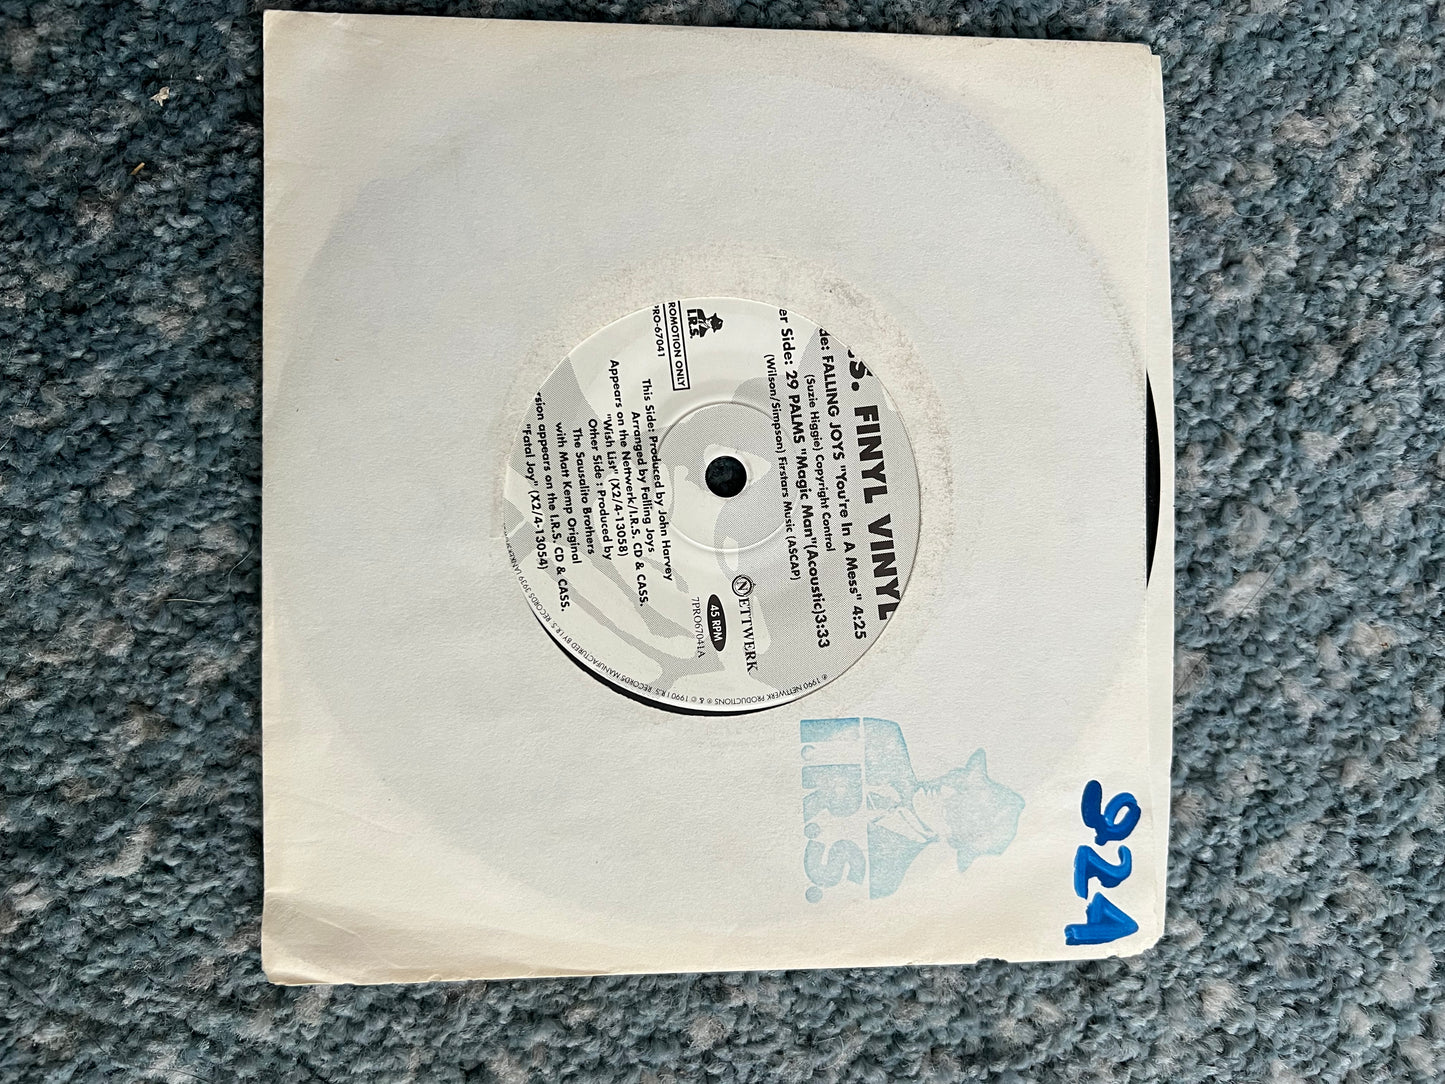 S. FINYL VINYL
de: FALLING JOYS "You're In A Mess" 4:25
(Suzie Higgie) Copyright Control
er Side: 29 PALMS "Magic Man"(Acoustic)3:33
(Wilson/Simpson) Firstars Music (ASCAP)
I.R.S.
ROMOTION ONLY
PRO-67041
NETTWERK
45 RPM
7PRO67041A
This Side: Produced by John Harvey
Arranged by Falling Joys
Appears on the Nettwerk/I.R.S. CD & CASS.
"Wish List" (X2/4-13058)
Other Side : Produced by
The Sausalito Brothers
with Matt Kemp Original
rsion appears on the I.R.S. CD & CASS.
"Fatal Joy" (X2/4-13054)
℗ 1990 NETTWERK PRODUCTIONS ℗ & © 1990 I.R.S. RECORDS MANUFACTURED BY I.R.S. RECORDS 3939
I.R.S.
924